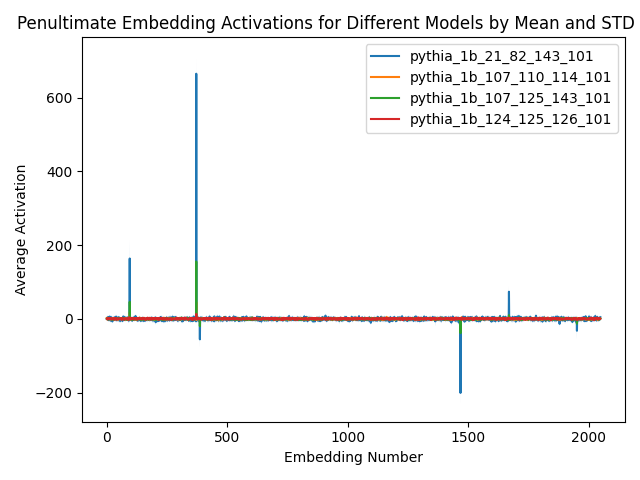 Penultimate Embedding Activations for Different Models by Mean and STD
pythia_1b_21_82_143_101
pythia_1b_107_110_114_101
pythia_1b_107_125_143_101
pythia_1b_124_125_126_101
600
400
200
0
−200
Average Activation
0
500
1000
1500
2000
Embedding Number